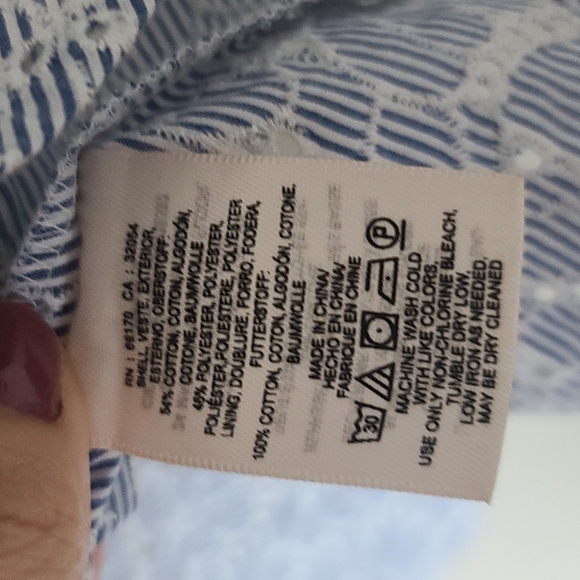 RN : 66170 CA : 32054
SHELL, VESTE, EXTERIOR,
ESTERNO, OBERSTOFF:
54% COTTON, COTON, ALGODÓN,
COTONE, BAUMWOLLE
46% POLYESTER, POLYESTER,
POLIÉSTER,POLIESTERE, POLYESTER
LINING, DOUBLURE, FORRO, FODERA,
FUTTERSTOFF:
100% COTTON, COTON, ALGODÓN, COTONE,
BAUMWOLLE
MADE IN CHINA/
HECHO EN CHINA/
FABRIQUE EN CHINE
30 P
MACHINE WASH COLD
WITH LIKE COLORS,
USE ONLY NON-CHLORINE BLEACH,
TUMBLE DRY LOW,
LOW IRON AS NEEDED,
MAY BE DRY CLEANED